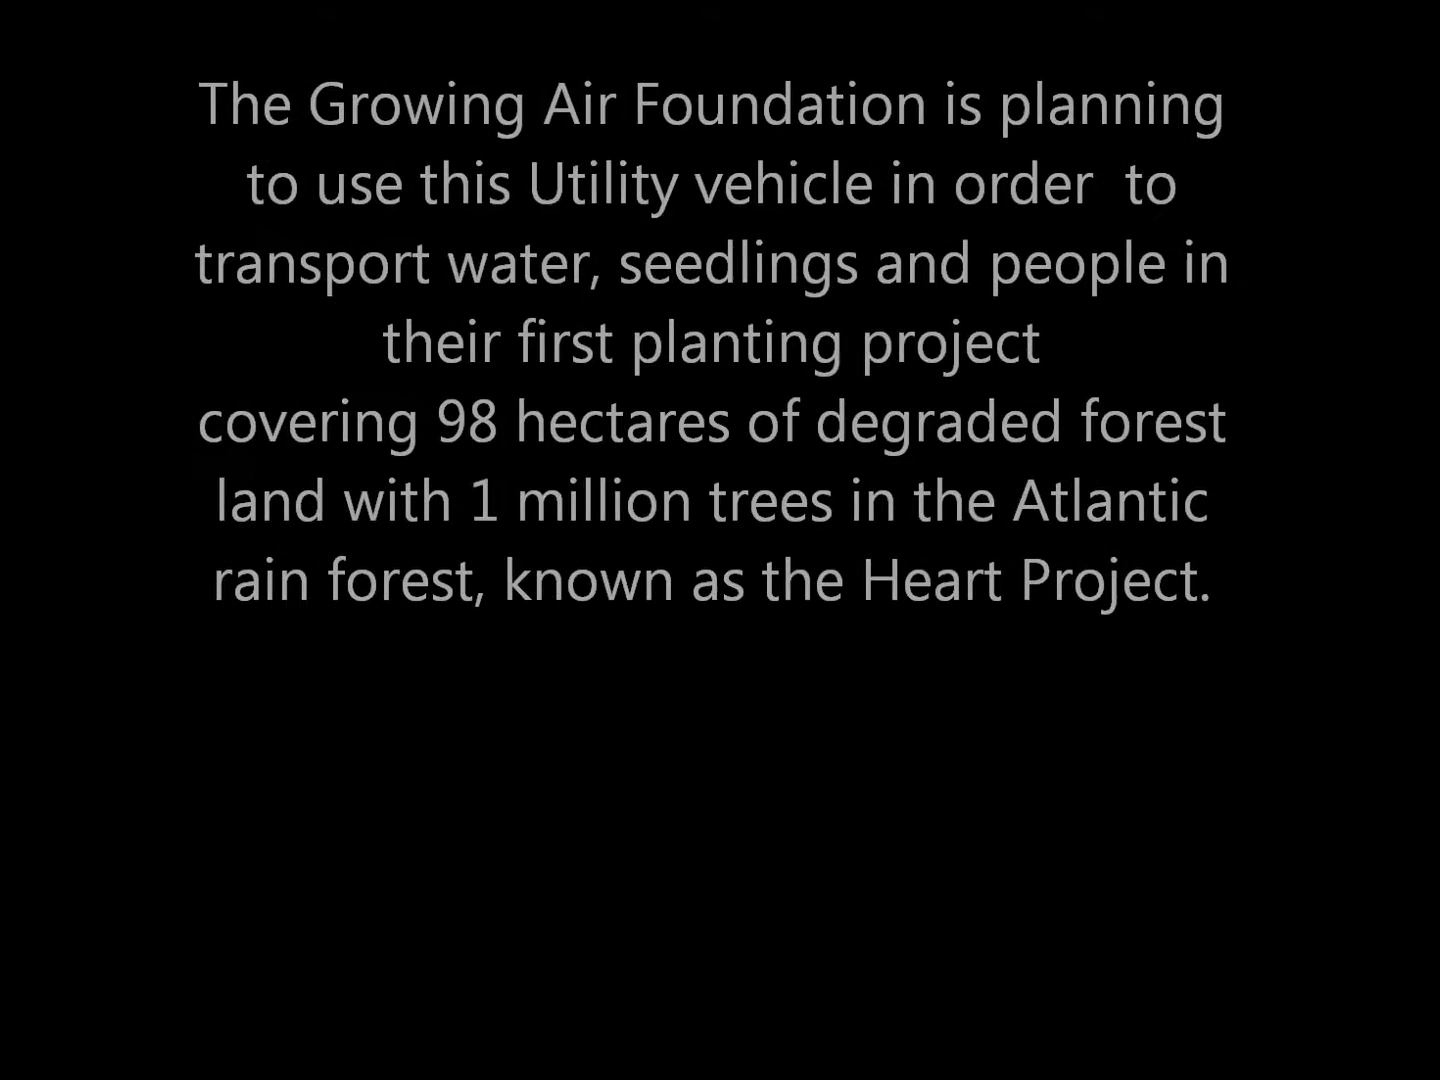 The Growing Air Foundation is planning
to use this Utility vehicle in order  to
transport water, seedlings and people in
their first planting project
covering 98 hectares of degraded forest
land with 1 million trees in the Atlantic
rain forest, known as the Heart Project.